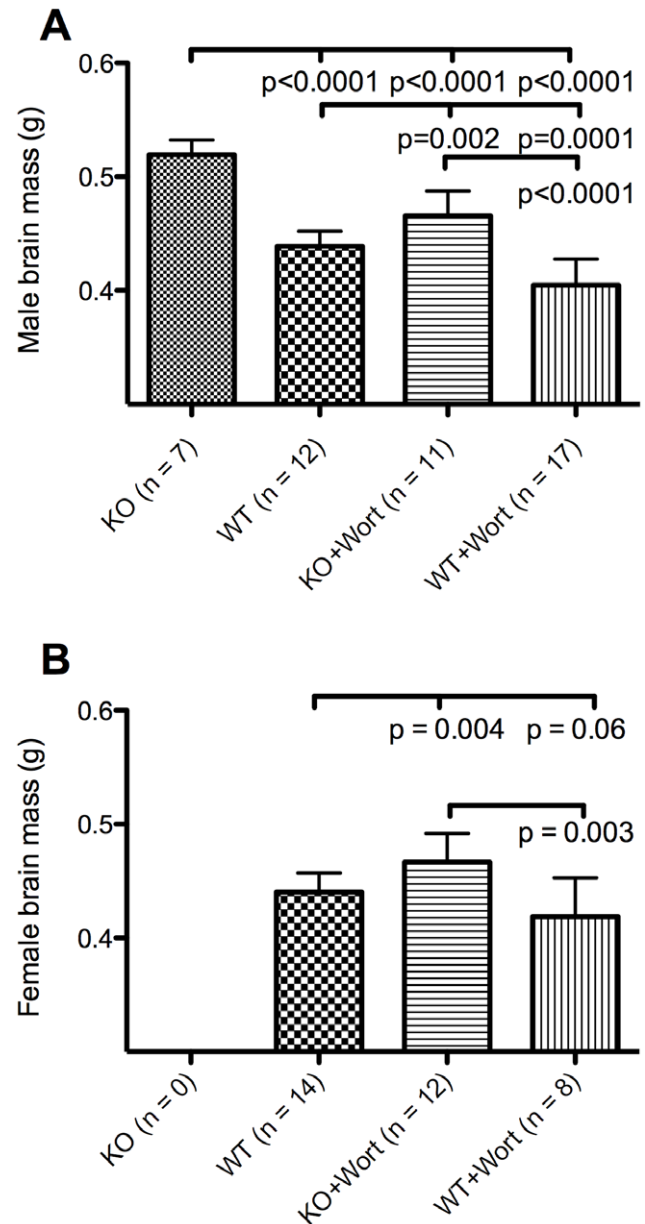 A
0.6
p<0.0001 p<0.0001 p<0.0001
p=0.002 p=0.0001
0.5
p<0.0001
0.4
Male brain mass (g)
KO (n = 7)
WT (n = 12)
KO+Wort (n = 11)
WT+Wort (n = 17)
B
0.6
p = 0.004 p = 0.06
0.5
p = 0.003
0.4
Female brain mass (g)
KO (n = 0)
WT (n = 14)
KO+Wort (n = 12)
WT+Wort (n = 8)